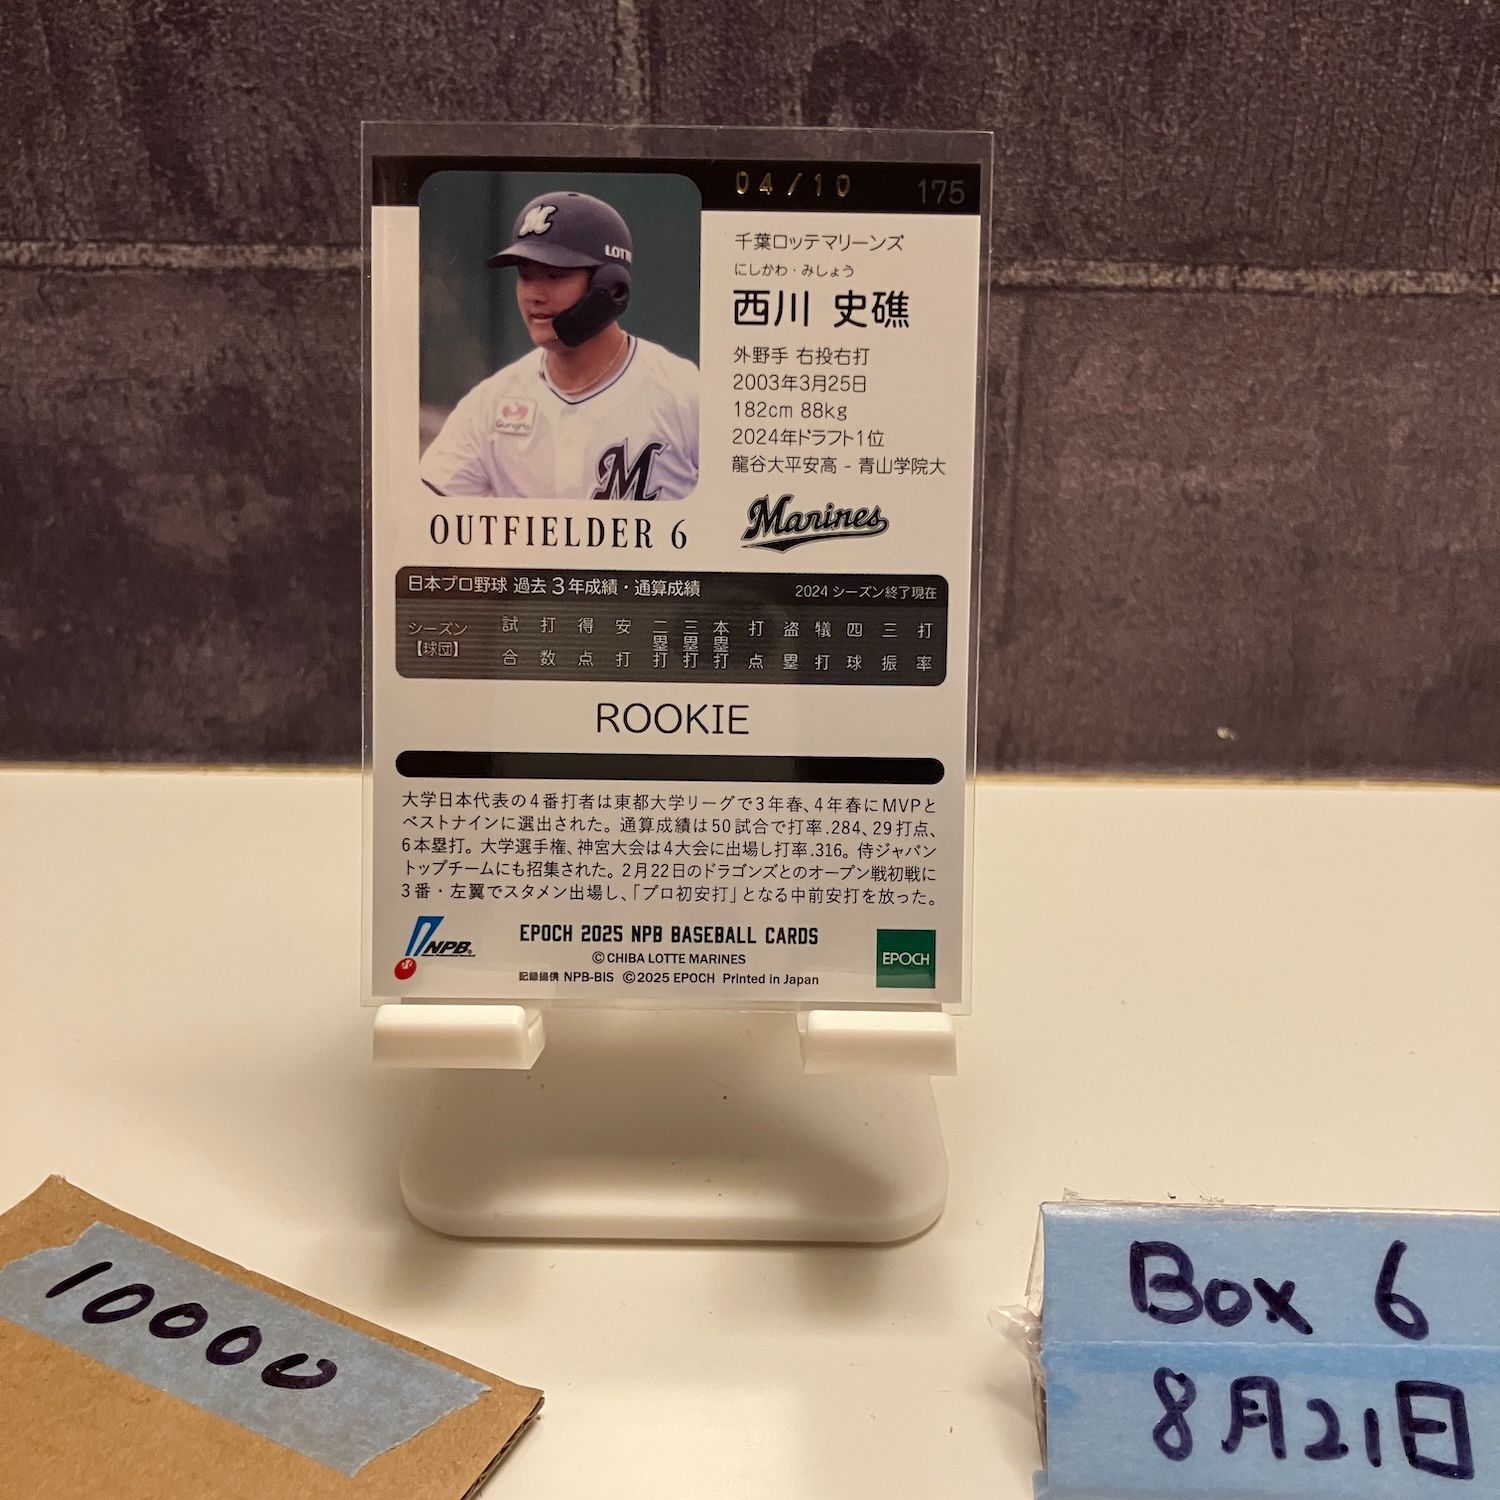 04/10
175
千葉ロッテマリーンズ
にしかわ・みしょう
西川 史礁
外野手 右投右打
2003年3月25日
182cm 88kg
2024年ドラフト1位
龍谷大平安高 - 青山学院大
M
LOTTE
GungHo
M
OUTFIELDER 6
Marines
日本プロ野球 過去3年成績・通算成績
2024 シーズン終了現在
シーズン【球団】 試合 打数 得点 安打 二塁打 三塁打 本塁打 打点 盗塁 犠打 四球 三振 打率
ROOKIE
大学日本代表の4番打者は東都大学リーグで3年春、4年春にMVPと
ベストナインに選出された。通算成績は50試合で打率.284、29打点、
6本塁打。大学選手権、神宮大会は4大会に出場し打率.316。侍ジャパン
トップチームにも招集された。2月22日のドラゴンズとのオープン戦初戦に
3番・左翼でスタメン出場し、「プロ初安打」となる中前安打を放った。
NPB
EPOCH 2025 NPB BASEBALL CARDS
©CHIBA LOTTE MARINES
記録提供 NPB-BIS ©2025 EPOCH Printed in Japan
EPOCH
10000
Box 6
8月21日